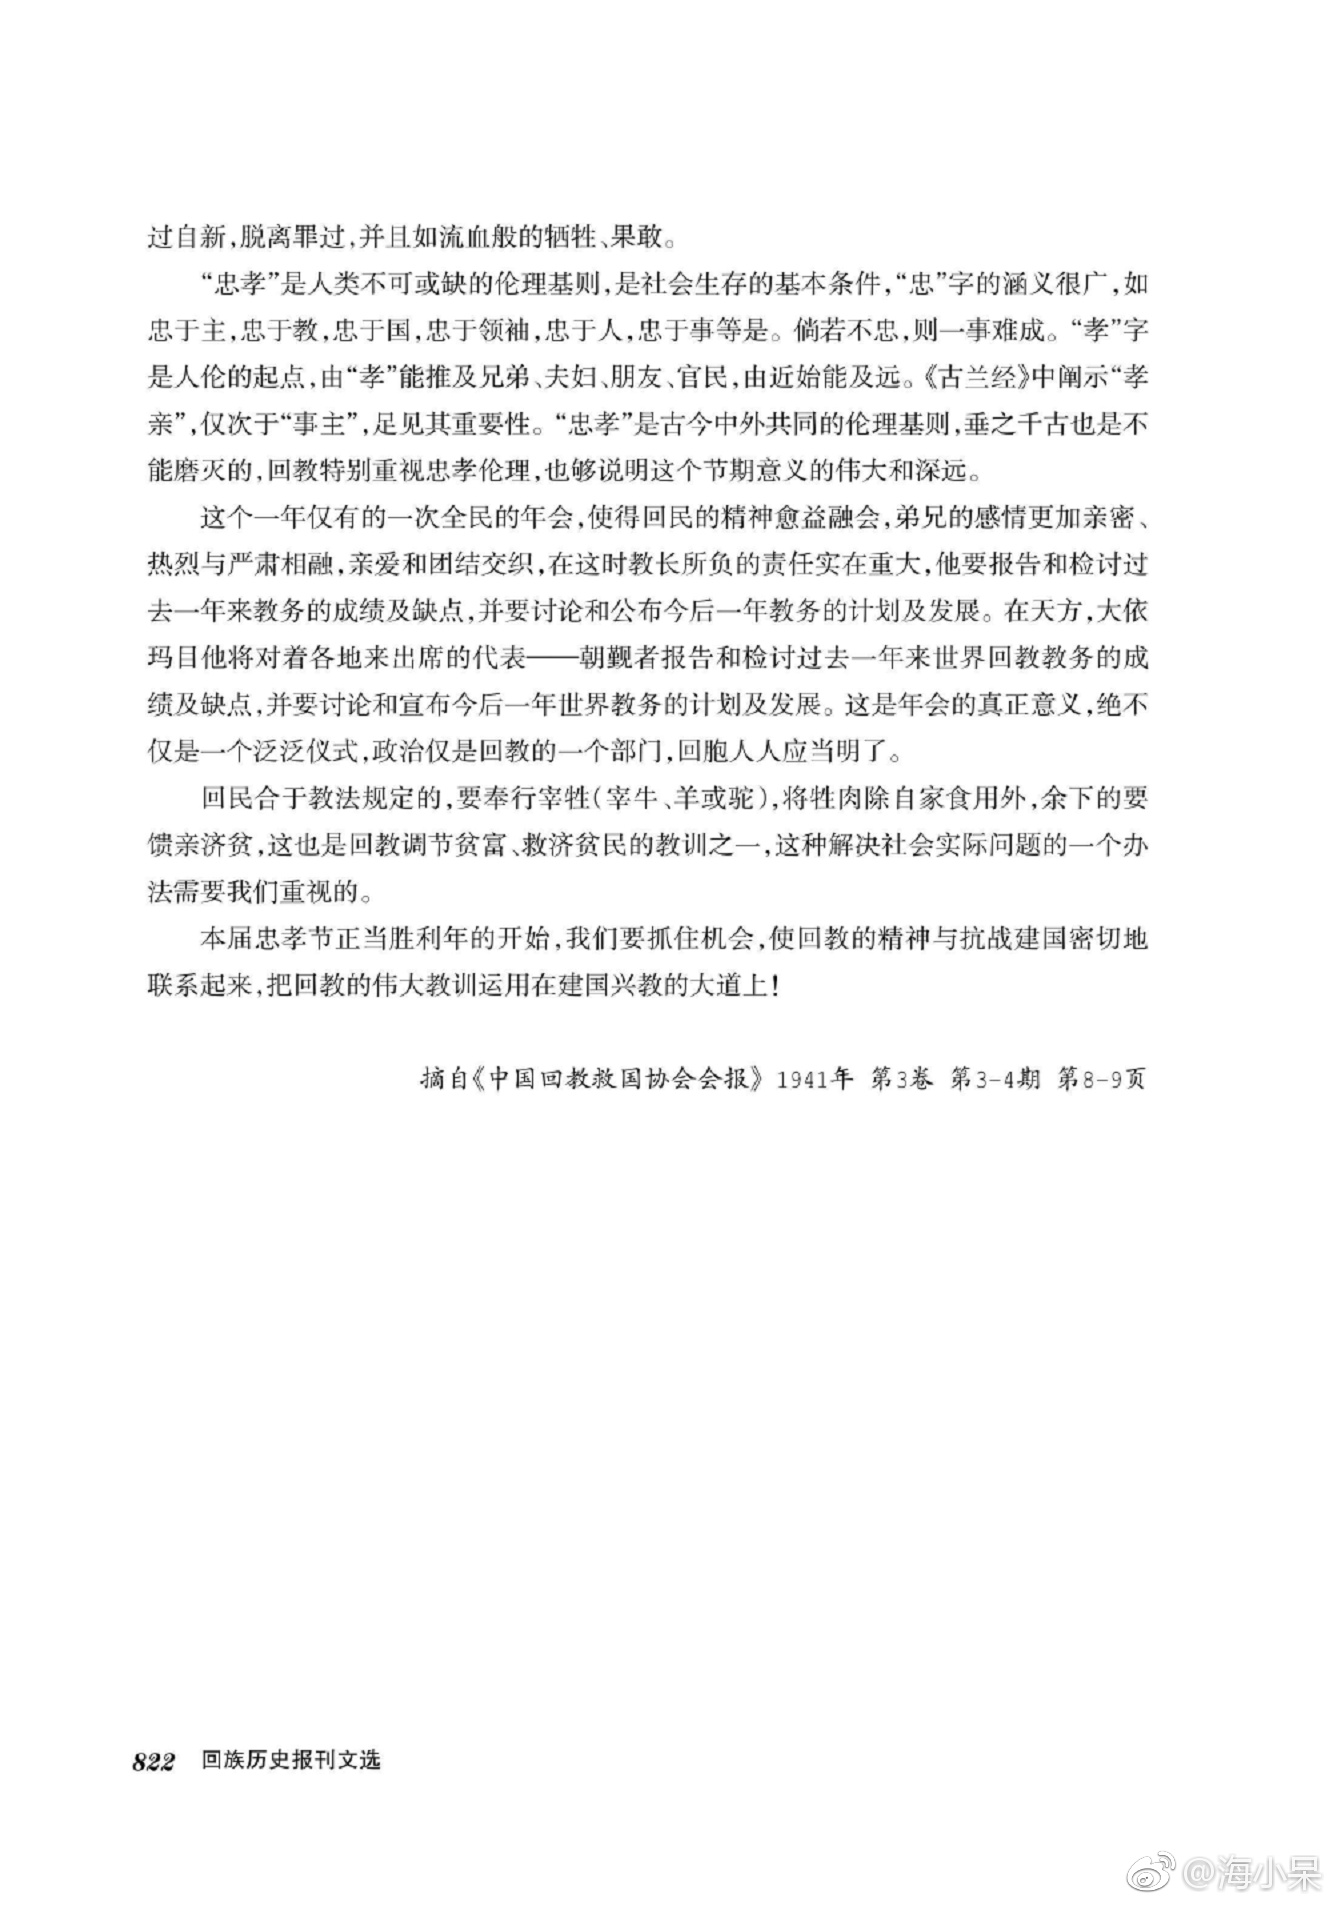 过自新，脱离罪过，并且如流血般的牺牲、果敢。
“忠孝”是人类不可或缺的伦理基则，是社会生存的基本条件，“忠”字的涵义很广，如
忠于主，忠于教，忠于国，忠于领袖，忠于人，忠于事等是。倘若不忠，则一事难成。“孝”字
是人伦的起点，由“孝”能推及兄弟、夫妇、朋友、官民，由近始能及远。《古兰经》中阐示“孝
亲”，仅次于“事主”，足见其重要性。“忠孝”是古今中外共同的伦理基则，垂之千古也是不
能磨灭的，回教特别重视忠孝伦理，也够说明这个节期意义的伟大和深远。
这个一年仅有的一次全民的年会，使得回民的精神愈益融会，弟兄的感情更加亲密、
热烈与严肃相融，亲爱和团结交织，在这时教长所负的责任实在重大，他要报告和检讨过
去一年来教务的成绩及缺点，并要讨论和公布今后一年教务的计划及发展。在天方，大依
玛目他将对着各地来出席的代表——朝觐者报告和检讨过去一年来世界回教教务的成
绩及缺点，并要讨论和宣布今后一年世界教务的计划及发展。这是年会的真正意义，绝不
仅是一个泛泛仪式，政治仅是回教的一个部门，回胞人人应当明了。
回民合于教法规定的，要奉行宰牲（宰牛、羊或驼），将牲肉除自家食用外，余下的要
馈亲济贫，这也是回教调节贫富、救济贫民的教训之一，这种解决社会实际问题的一个办
法需要我们重视的。
本届忠孝节正当胜利年的开始，我们要抓住机会，使回教的精神与抗战建国密切地
联系起来，把回教的伟大教训运用在建国兴教的大道上！
摘自《中国回教救国协会会报》1941年 第3卷 第3-4期 第8-9页
822 回族历史报刊文选
@海小呆